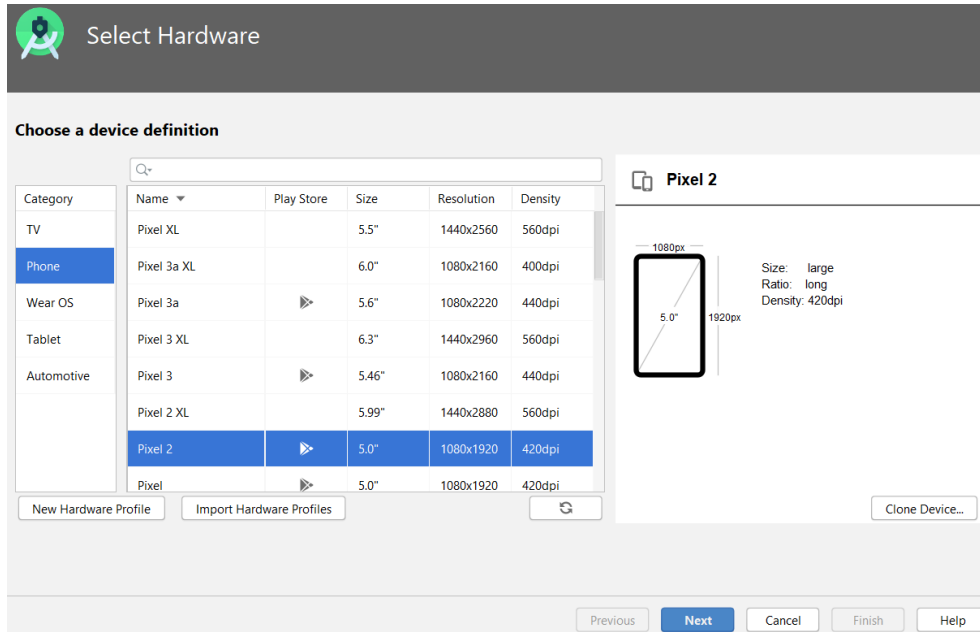 Select Hardware
Choose a device definition
Category
TV
Phone
Wear OS
Tablet
Automotive
Name Play Store Size Resolution Density
Pixel XL 5.5" 1440x2560 560dpi
Pixel 3a XL 6.0" 1080x2160 400dpi
Pixel 3a 5.6" 1080x2220 440dpi
Pixel 3 XL 6.3" 1440x2960 560dpi
Pixel 3 5.46" 1080x2160 440dpi
Pixel 2 XL 5.99" 1440x2880 560dpi
Pixel 2 5.0" 1080x1920 420dpi
Pixel 5.0" 1080x1920 420dpi
New Hardware Profile Import Hardware Profiles
Pixel 2
1080px
5.0"
1920px
Size: large
Ratio: long
Density: 420dpi
Clone Device...
Previous Next Cancel Finish Help